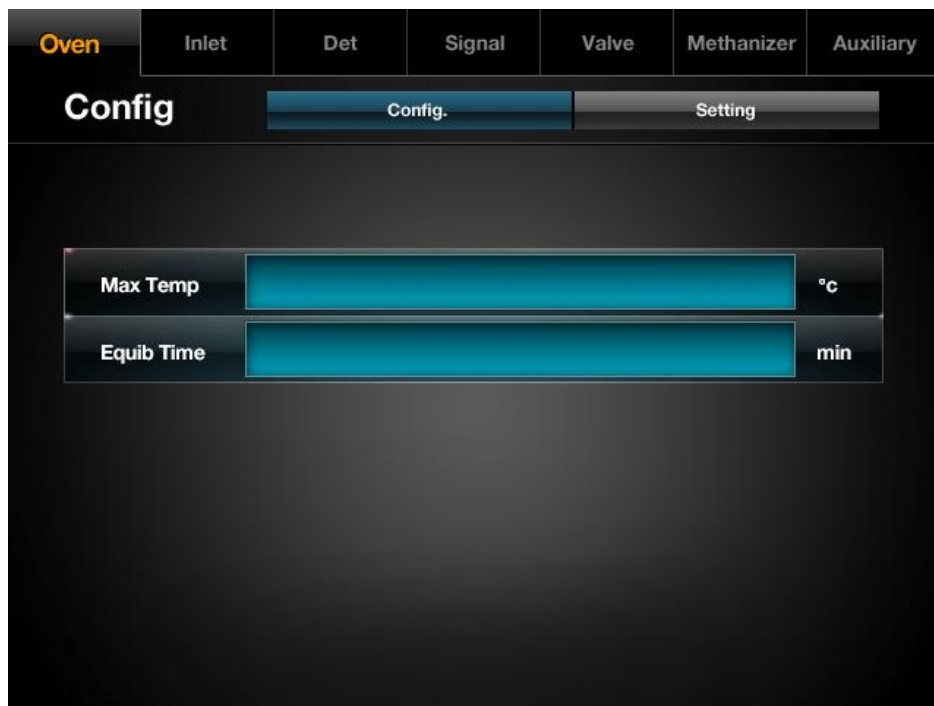 Oven Inlet Det Signal Valve Methanizer Auxiliary
Config Config. Setting
Max Temp °c
Equib Time min